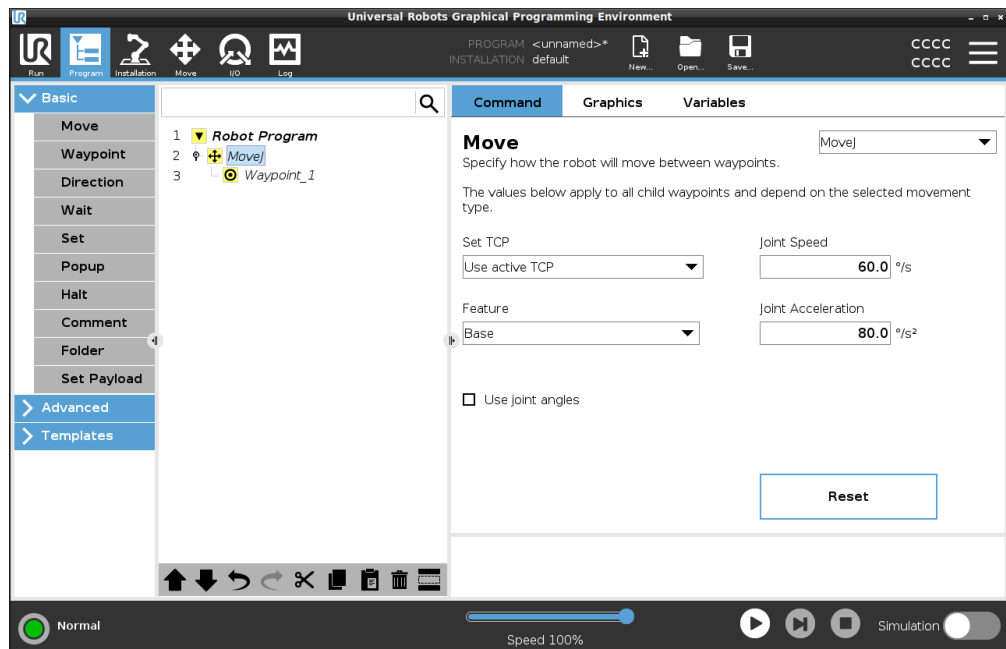 Universal Robots Graphical Programming Environment
UR
Run
Program
Installation
Move
I/O
Log
PROGRAM <unnamed>*
INSTALLATION default
New...
Open...
Save...
CCCC
CCCC
Basic
Move
Waypoint
Direction
Wait
Set
Popup
Halt
Comment
Folder
Set Payload
Advanced
Templates
1 Robot Program
2 MoveJ
3 Waypoint_1
Command Graphics Variables
Move
MoveJ
Specify how the robot will move between waypoints.
The values below apply to all child waypoints and depend on the selected movement
type.
Set TCP
Use active TCP
Joint Speed
60.0 °/s
Feature
Base
Joint Acceleration
80.0 °/s²
Use joint angles
Reset
Normal
Speed 100%
Simulation